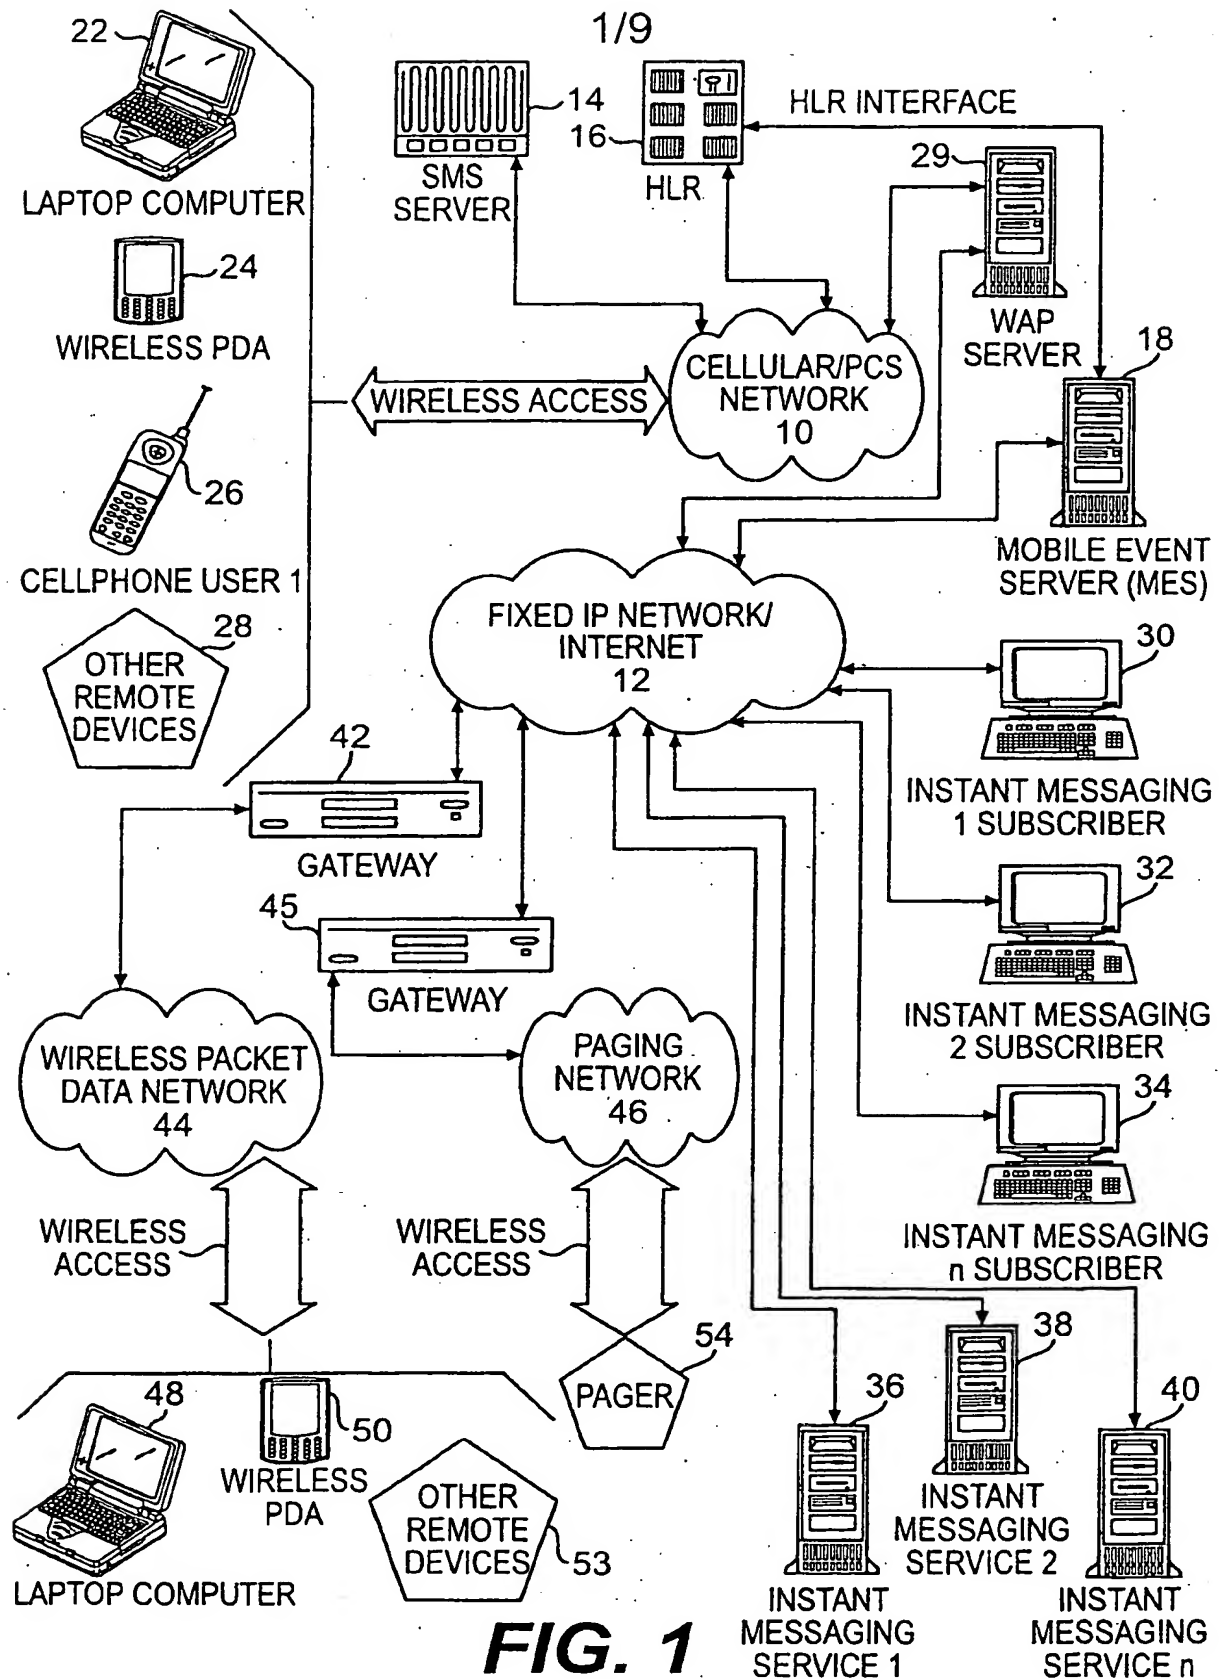 1/9
22
LAPTOP COMPUTER
24
WIRELESS PDA
26
CELLPHONE USER 1
28
OTHER
REMOTE
DEVICES
14
SMS
SERVER
16
HLR
HLR INTERFACE
29
WAP
SERVER
18
MOBILE EVENT
SERVER (MES)
WIRELESS ACCESS
CELLULAR/PCS
NETWORK
10
FIXED IP NETWORK/
INTERNET
12
30
INSTANT MESSAGING
1 SUBSCRIBER
32
INSTANT MESSAGING
2 SUBSCRIBER
34
INSTANT MESSAGING
n SUBSCRIBER
42
GATEWAY
45
GATEWAY
WIRELESS PACKET
DATA NETWORK
44
PAGING
NETWORK
46
WIRELESS
ACCESS
WIRELESS
ACCESS
48
LAPTOP COMPUTER
50
WIRELESS
PDA
OTHER
REMOTE
DEVICES
53
54
PAGER
36
INSTANT
MESSAGING
SERVICE 1
38
INSTANT
MESSAGING
SERVICE 2
40
INSTANT
MESSAGING
SERVICE n
FIG. 1